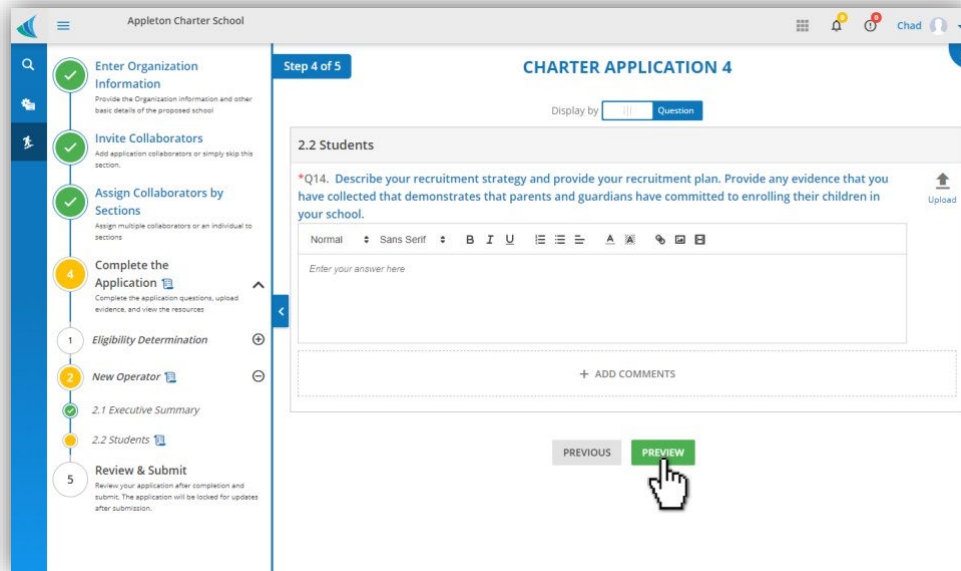 Appleton Charter School
0
0
Chad
Enter Organization
Information
Provide the Organization information and other
basic details of the proposed school
Invite Collaborators
Add application collaborators or simply skip this
section.
Assign Collaborators by
Sections
Assign multiple collaborators or an individual to
sections
4
Complete the
Application
Complete the application questions, upload
evidence, and view the resources
1
Eligibility Determination
2
New Operator
2.1 Executive Summary
2.2 Students
5
Review & Submit
Review your application after completion and
submit. The application will be locked for updates
after submission.
Step 4 of 5
CHARTER APPLICATION 4
Display by
Question
2.2 Students
*Q14. Describe your recruitment strategy and provide your recruitment plan. Provide any evidence that you
have collected that demonstrates that parents and guardians have committed to enrolling their children in
your school.
Upload
Normal Sans Serif B I U A A
Enter your answer here
+ ADD COMMENTS
PREVIOUS PREVIEW